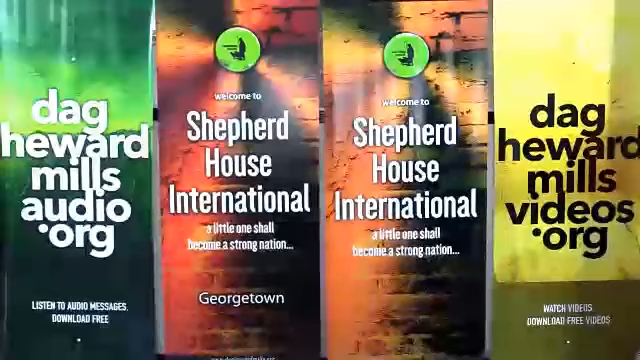 dag
heward
mills
audio
.org
LISTEN TO AUDIO MESSAGES.
DOWNLOAD FREE
welcome to
Shepherd
House
International
a little one shall
become a strong nation...
Georgetown
welcome to
Shepherd
House
International
a little one shall
become a strong nation...
dag
heward
mills
videos
.org
WATCH VIDEOS
DOWNLOAD FREE VIDEOS